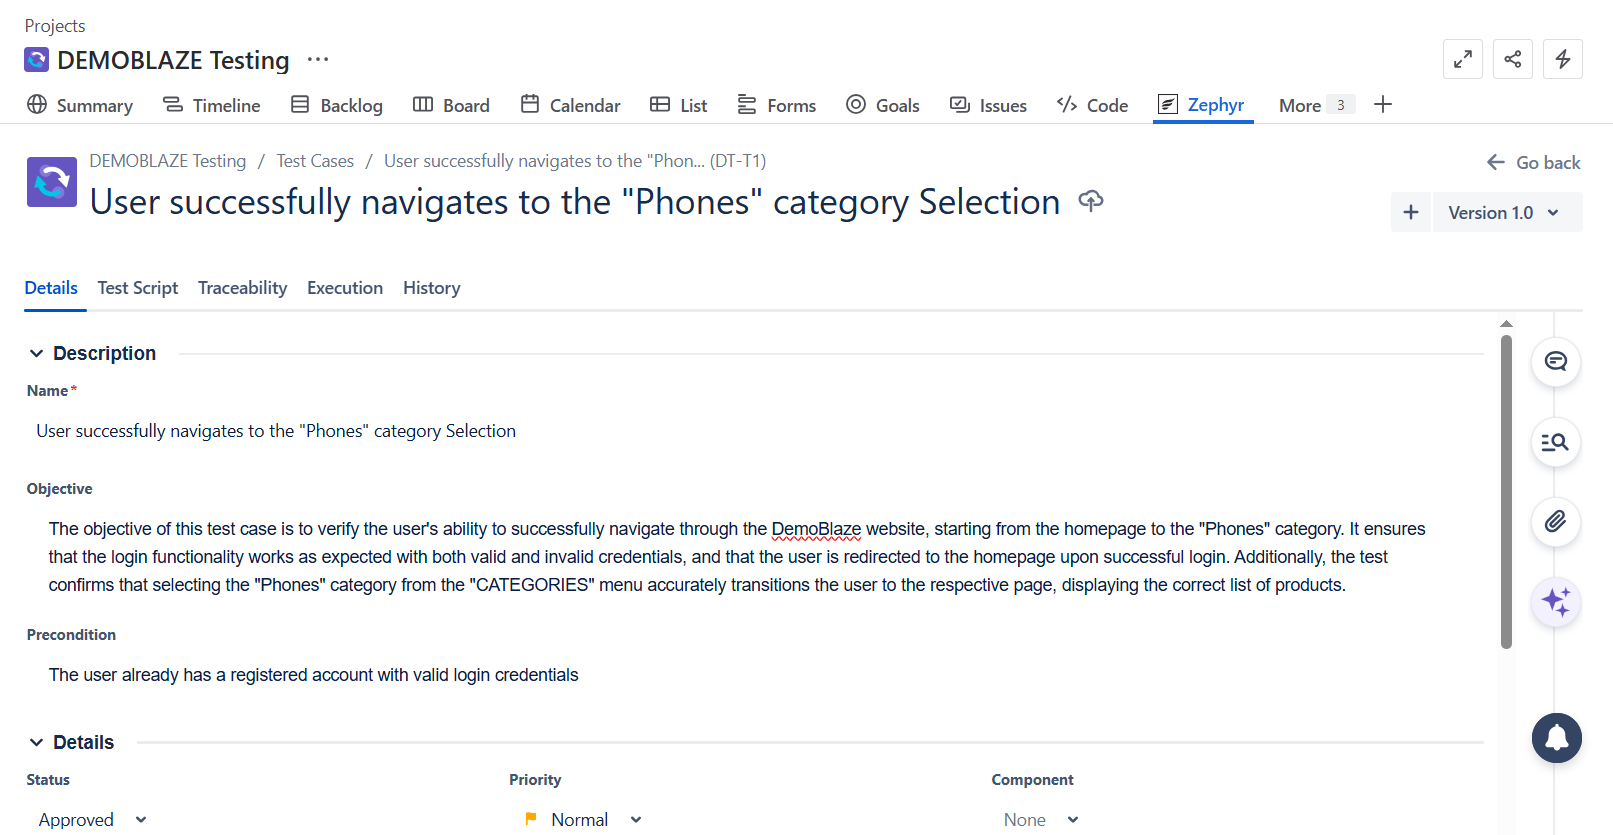 Projects
DEMOBLAZE Testing ...
Summary Timeline Backlog Board Calendar List Forms Goals Issues Code Zephyr More 3
DEMOBLAZE Testing / Test Cases / User successfully navigates to the "Phon... (DT-T1)
Go back
User successfully navigates to the "Phones" category Selection
Version 1.0
Details Test Script Traceability Execution History
Description
Name*
User successfully navigates to the "Phones" category Selection
Objective
The objective of this test case is to verify the user's ability to successfully navigate through the DemoBlaze website, starting from the homepage to the "Phones" category. It ensures
that the login functionality works as expected with both valid and invalid credentials, and that the user is redirected to the homepage upon successful login. Additionally, the test
confirms that selecting the "Phones" category from the "CATEGORIES" menu accurately transitions the user to the respective page, displaying the correct list of products.
Precondition
The user already has a registered account with valid login credentials
Details
Status Priority Component
Approved Normal None